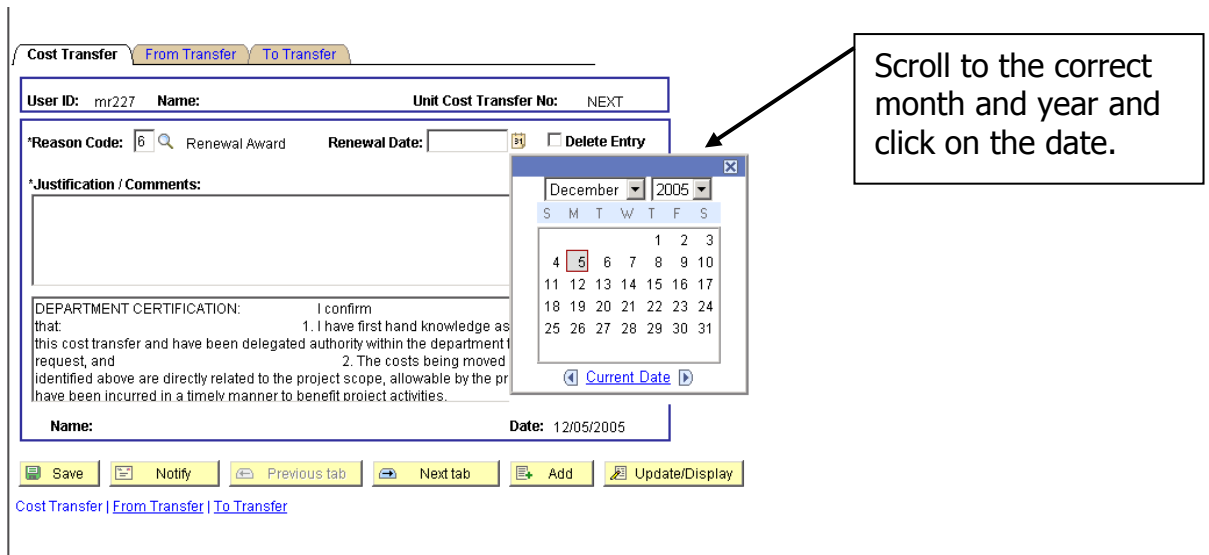 Cost Transfer From Transfer To Transfer
User ID: mr227 Name: Unit Cost Transfer No: NEXT
*Reason Code: 6 Renewal Award Renewal Date: 31 Delete Entry
*Justification / Comments:
December 2005
S M T W T F S
1 2 3
4 5 6 7 8 9 10
11 12 13 14 15 16 17
18 19 20 21 22 23 24
25 26 27 28 29 30 31
Current Date
DEPARTMENT CERTIFICATION: I confirm
that: 1. I have first hand knowledge as
this cost transfer and have been delegated authority within the department
request, and 2. The costs being moved
identified above are directly related to the project scope, allowable by the pr
have been incurred in a timely manner to benefit project activities.
Name: Date: 12/05/2005
Save Notify Previous tab Next tab Add Update/Display
Cost Transfer | From Transfer | To Transfer
Scroll to the correct
month and year and
click on the date.